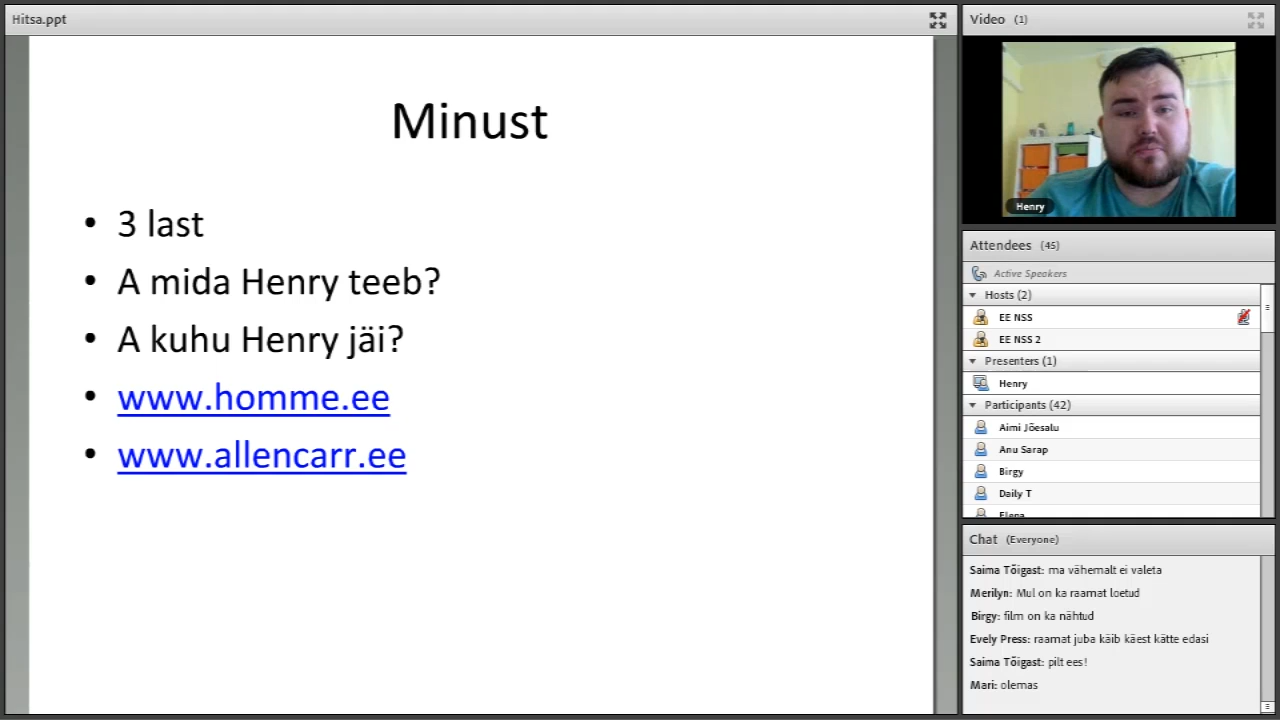 Hitsa.ppt
Minust
• 3 last
• A mida Henry teeb?
• A kuhu Henry jäi?
• www.homme.ee
• www.allencarr.ee
Video (1)
Henry
Attendees (45)
Active Speakers
Hosts (2)
EE NSS
EE NSS 2
Presenters (1)
Henry
Participants (42)
Aimi Jõesalu
Anu Sarap
Birgy
Daily T
Elena
Chat (Everyone)
Saima Tõigast: ma vähemalt ei valeta
Merilyn: Mul on ka raamat loetud
Birgy: film on ka nähtud
Evely Press: raamat juba käib käest kätte edasi
Saima Tõigast: pilt ees!
Mari: olemas